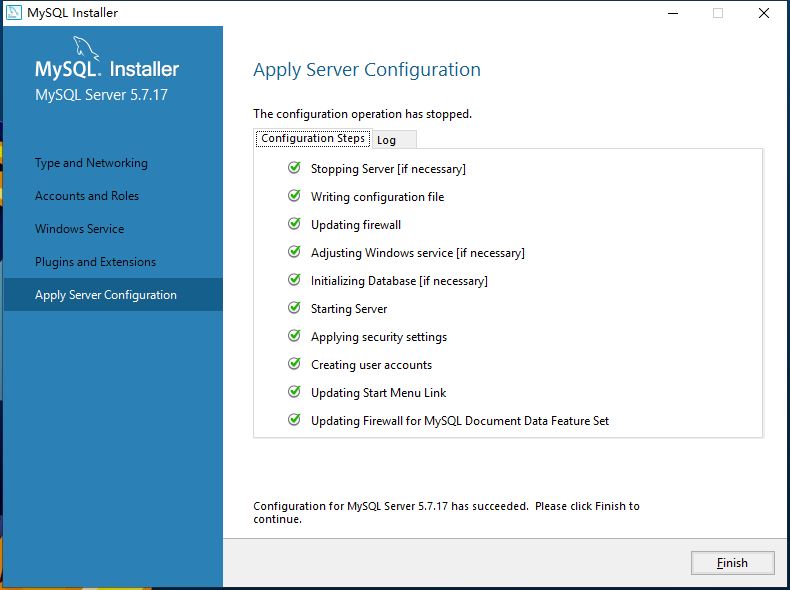 MySQL Installer
MySQL. Installer
MySQL Server 5.7.17
Type and Networking
Accounts and Roles
Windows Service
Plugins and Extensions
Apply Server Configuration
Apply Server Configuration
The configuration operation has stopped.
Configuration Steps Log
Stopping Server [if necessary]
Writing configuration file
Updating firewall
Adjusting Windows service [if necessary]
Initializing Database [if necessary]
Starting Server
Applying security settings
Creating user accounts
Updating Start Menu Link
Updating Firewall for MySQL Document Data Feature Set
Configuration for MySQL Server 5.7.17 has succeeded. Please click Finish to
continue.
Finish